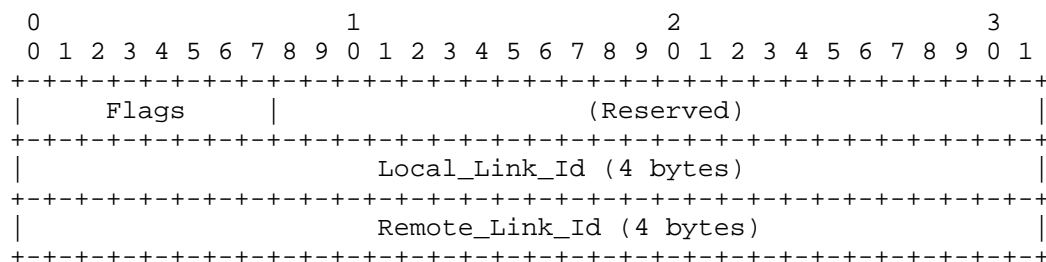 0                   1                   2                   3
 0 1 2 3 4 5 6 7 8 9 0 1 2 3 4 5 6 7 8 9 0 1 2 3 4 5 6 7 8 9 0 1
+-+-+-+-+-+-+-+-+-+-+-+-+-+-+-+-+-+-+-+-+-+-+-+-+-+-+-+-+-+-+-+-+
|     Flags     |                   (Reserved)                  |
+-+-+-+-+-+-+-+-+-+-+-+-+-+-+-+-+-+-+-+-+-+-+-+-+-+-+-+-+-+-+-+-+
|                      Local_Link_Id (4 bytes)                  |
+-+-+-+-+-+-+-+-+-+-+-+-+-+-+-+-+-+-+-+-+-+-+-+-+-+-+-+-+-+-+-+-+
|                      Remote_Link_Id (4 bytes)                 |
+-+-+-+-+-+-+-+-+-+-+-+-+-+-+-+-+-+-+-+-+-+-+-+-+-+-+-+-+-+-+-+-+